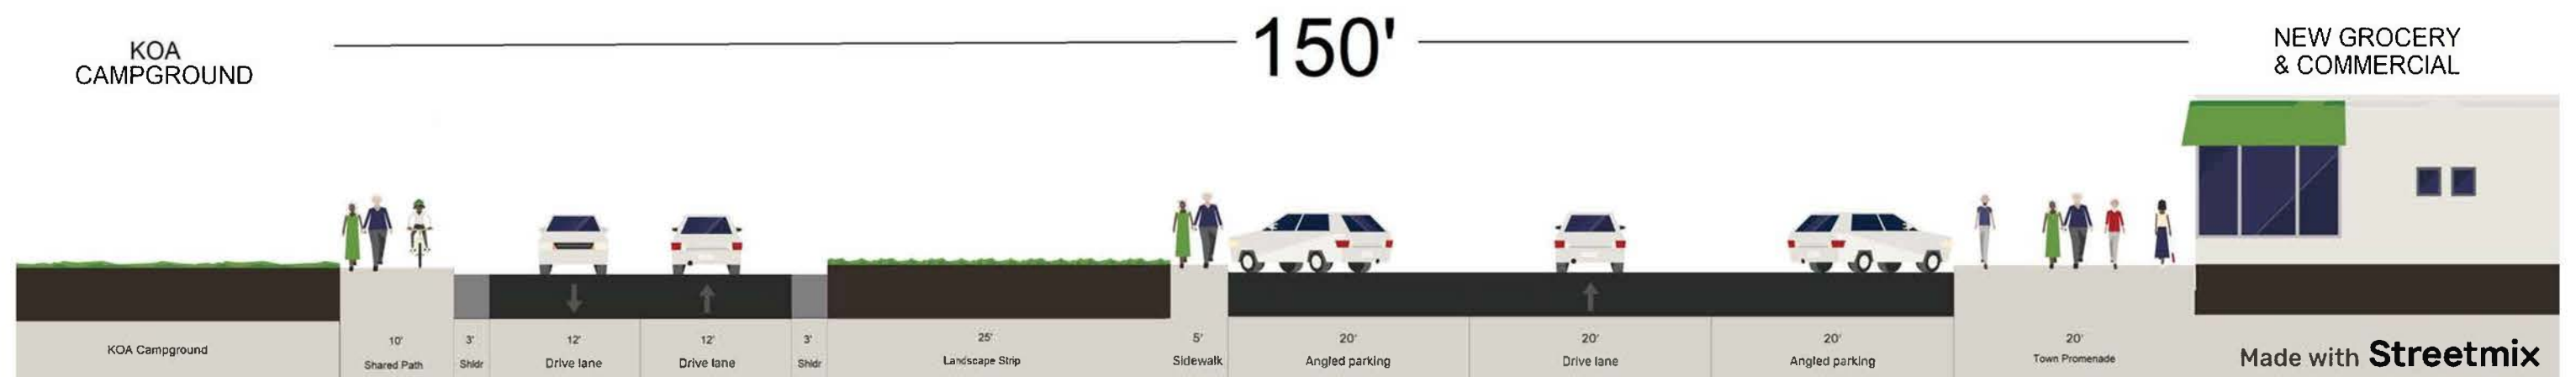 KOA
CAMPGROUND
150'
NEW GROCERY
& COMMERCIAL
KOA Campground
10'
Shared Path
3'
Shldr
12'
Drive lane
12'
Drive lane
3'
Shldr
25'
Landscape Strip
5'
Sidewalk
20'
Angled parking
20'
Drive lane
20'
Angled parking
20'
Town Promenade
Made with Streetmix